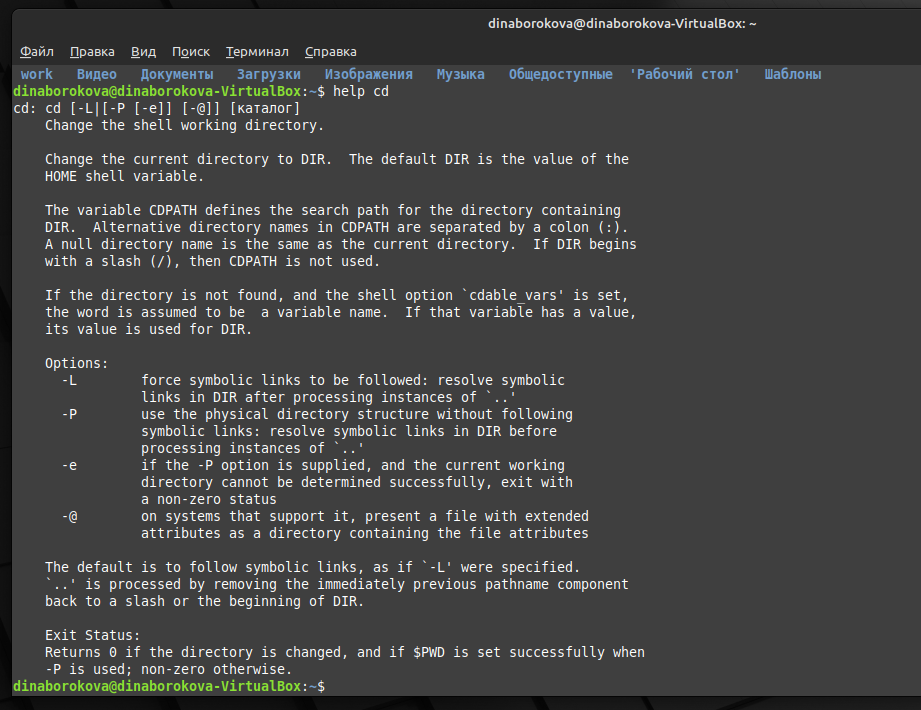 dinaborokova@dinaborokova-VirtualBox: ~
Файл Правка Вид Поиск Терминал Справка
work Видео Документы Загрузки Изображения Музыка Общедоступные 'Рабочий стол' Шаблоны
dinaborokova@dinaborokova-VirtualBox:~$ help cd
cd: cd [-L|[-P [-e]] [-@]] [каталог]
Change the shell working directory.
Change the current directory to DIR.  The default DIR is the value of the
HOME shell variable.
The variable CDPATH defines the search path for the directory containing
DIR.  Alternative directory names in CDPATH are separated by a colon (:).
A null directory name is the same as the current directory.  If DIR begins
with a slash (/), then CDPATH is not used.
If the directory is not found, and the shell option `cdable_vars' is set,
the word is assumed to be  a variable name.  If that variable has a value,
its value is used for DIR.
Options:
-L        force symbolic links to be followed: resolve symbolic
links in DIR after processing instances of `..'
-P        use the physical directory structure without following
symbolic links: resolve symbolic links in DIR before
processing instances of `..'
-e        if the -P option is supplied, and the current working
directory cannot be determined successfully, exit with
a non-zero status
-@        on systems that support it, present a file with extended
attributes as a directory containing the file attributes
The default is to follow symbolic links, as if `-L' were specified.
`..' is processed by removing the immediately previous pathname component
back to a slash or the beginning of DIR.
Exit Status:
Returns 0 if the directory is changed, and if $PWD is set successfully when
-P is used; non-zero otherwise.
dinaborokova@dinaborokova-VirtualBox:~$